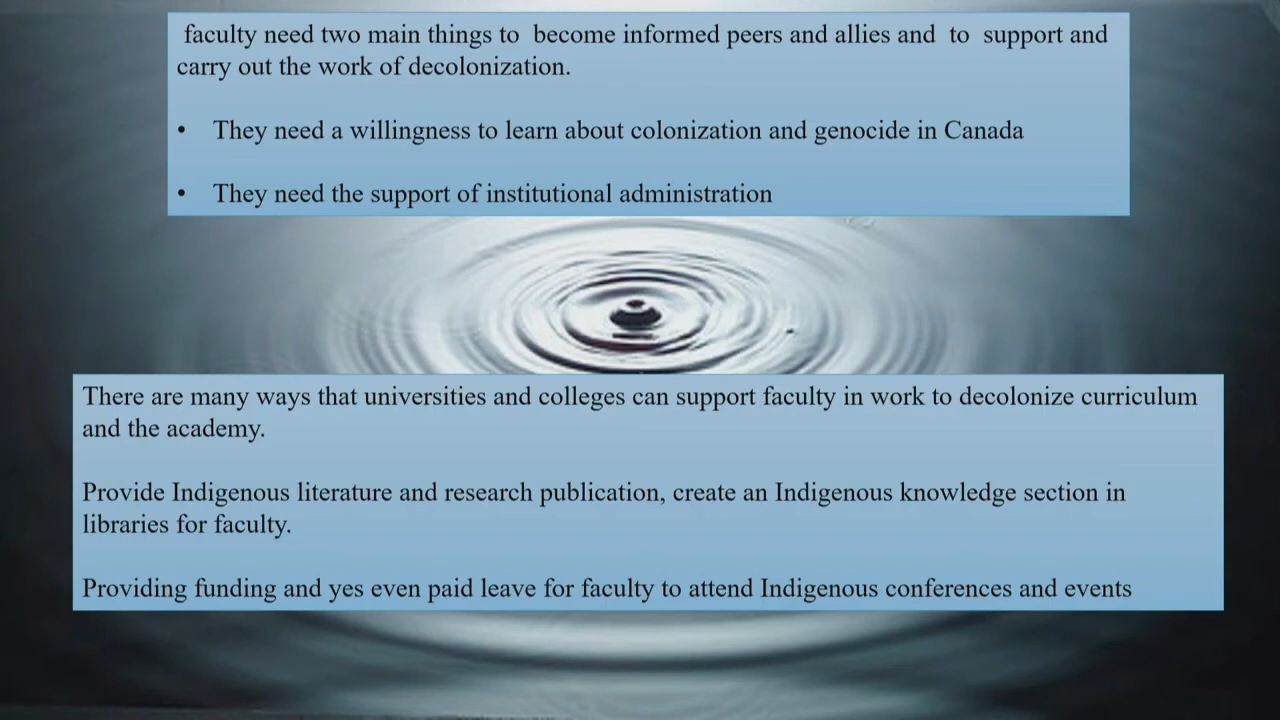 faculty need two main things to become informed peers and allies and to support and
carry out the work of decolonization.
• They need a willingness to learn about colonization and genocide in Canada
• They need the support of institutional administration
There are many ways that universities and colleges can support faculty in work to decolonize curriculum
and the academy.
Provide Indigenous literature and research publication, create an Indigenous knowledge section in
libraries for faculty.
Providing funding and yes even paid leave for faculty to attend Indigenous conferences and events